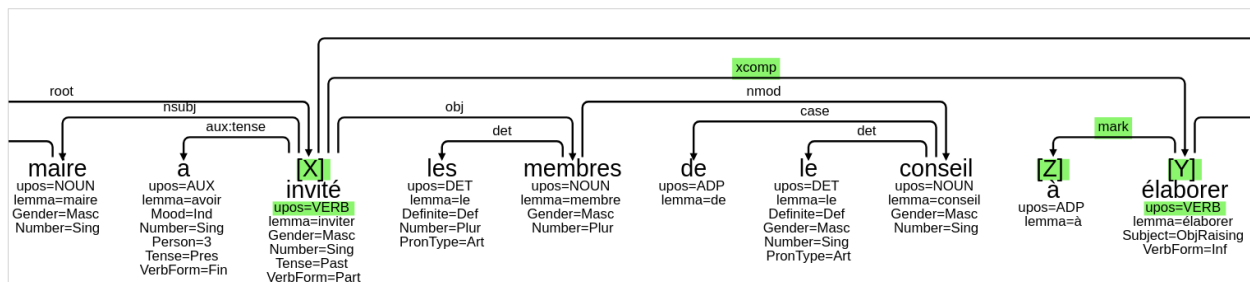 xcomp
root
nmod
nsubj
obj
case
aux:tense
det
det
mark
maire a [X] les membres de le conseil [Z] [Y]
invité à élaborer
upos=NOUN
lemma=maire
Gender=Masc
Number=Sing
upos=AUX
lemma=avoir
Mood=Ind
Number=Sing
Person=3
Tense=Pres
VerbForm=Fin
upos=VERB
lemma=inviter
Gender=Masc
Number=Sing
Tense=Past
VerbForm=Part
upos=DET
lemma=le
Definite=Def
Number=Plur
PronType=Art
upos=NOUN
lemma=membre
Gender=Masc
Number=Plur
upos=ADP
lemma=de
upos=DET
lemma=le
Definite=Def
Gender=Masc
Number=Sing
PronType=Art
upos=NOUN
lemma=conseil
Gender=Masc
Number=Sing
upos=ADP
lemma=à
upos=VERB
lemma=élaborer
Subject=ObjRaising
VerbForm=Inf